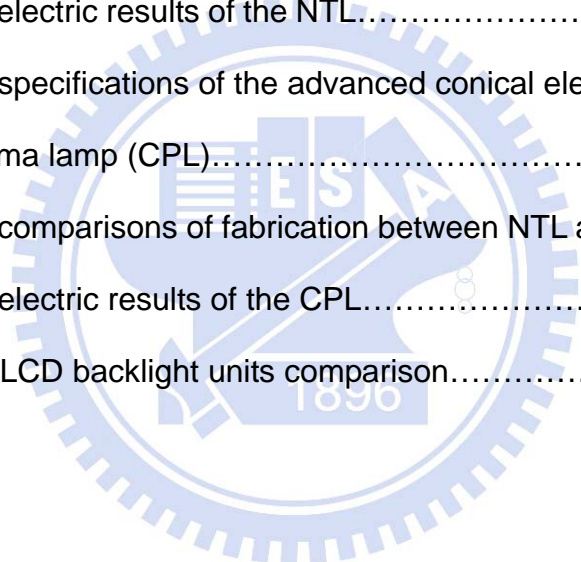 electric results of the NTL………………….
specifications of the advanced conical ele
ma lamp (CPL)……………………………….
comparisons of fabrication between NTL a
electric results of the CPL………………….
LCD backlight units comparison…………….
E S A
1896